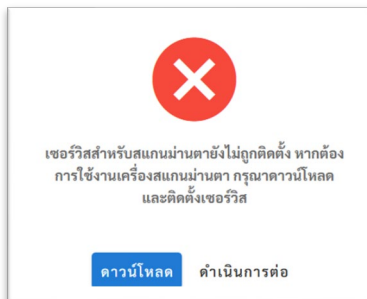 เซอร์วิสสำหรับสแกนม่านตายังไม่ถูกติดตั้ง หากต้อง
การใช้งานเครื่องสแกนม่านตา กรุณาดาวน์โหลด
และติดตั้งเซอร์วิส
ดาวน์โหลด ดำเนินการต่อ